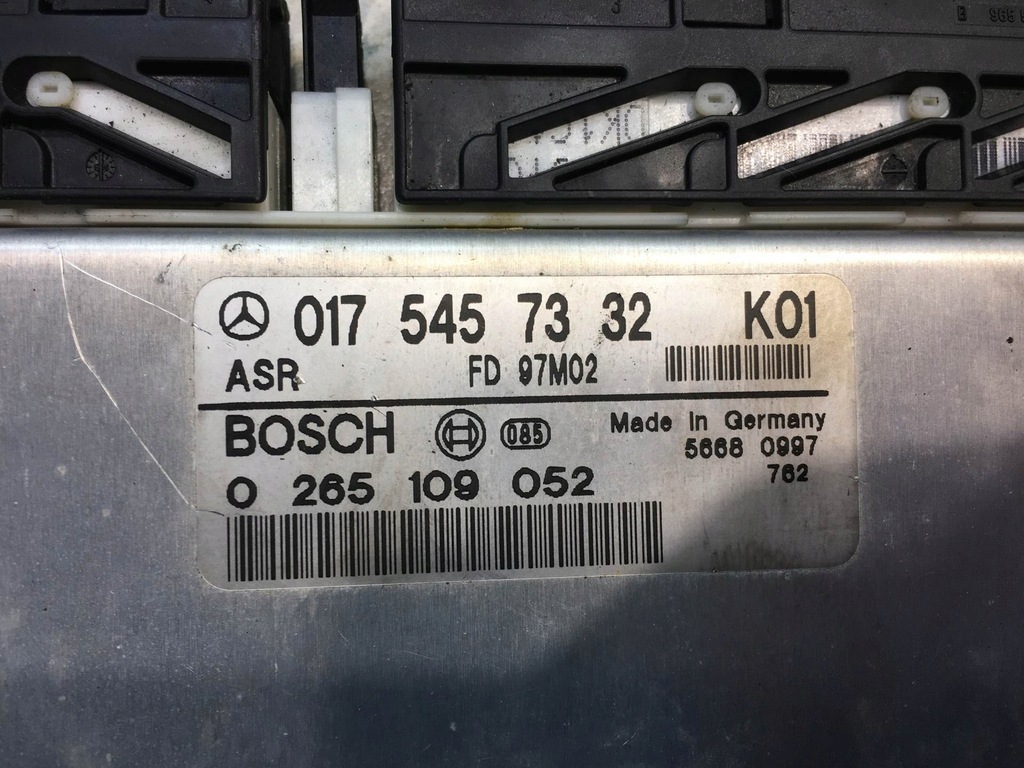 017 545 73 32 K01
ASR FD 97M02
BOSCH 085 Made In Germany
5668 0997
762
0 265 109 052